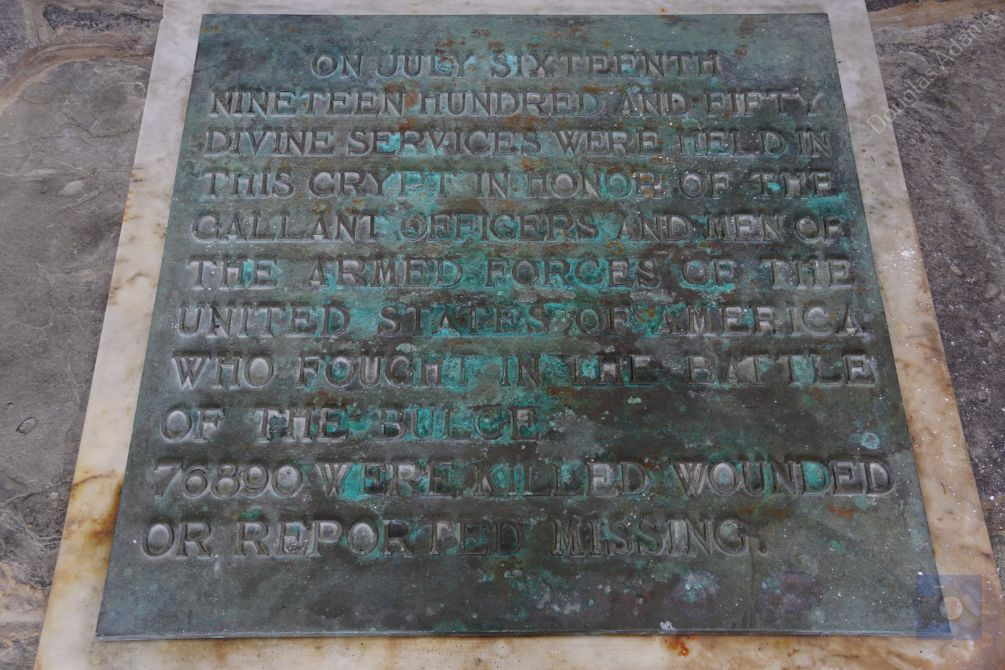 ON JULY SIXTEENTH
NINETEEN HUNDRED AND FIFTY
DIVINE SERVICES WERE HELD IN
THIS CRYPT IN HONOR OF THE
GALLANT OFFICERS AND MEN OF
THE ARMED FORCES OF THE
UNITED STATES OF AMERICA
WHO FOUGHT IN THE BATTLE
OF THE BULGE.
76890 WERE KILLED WOUNDED
OR REPORTED MISSING.
Douglas Adams